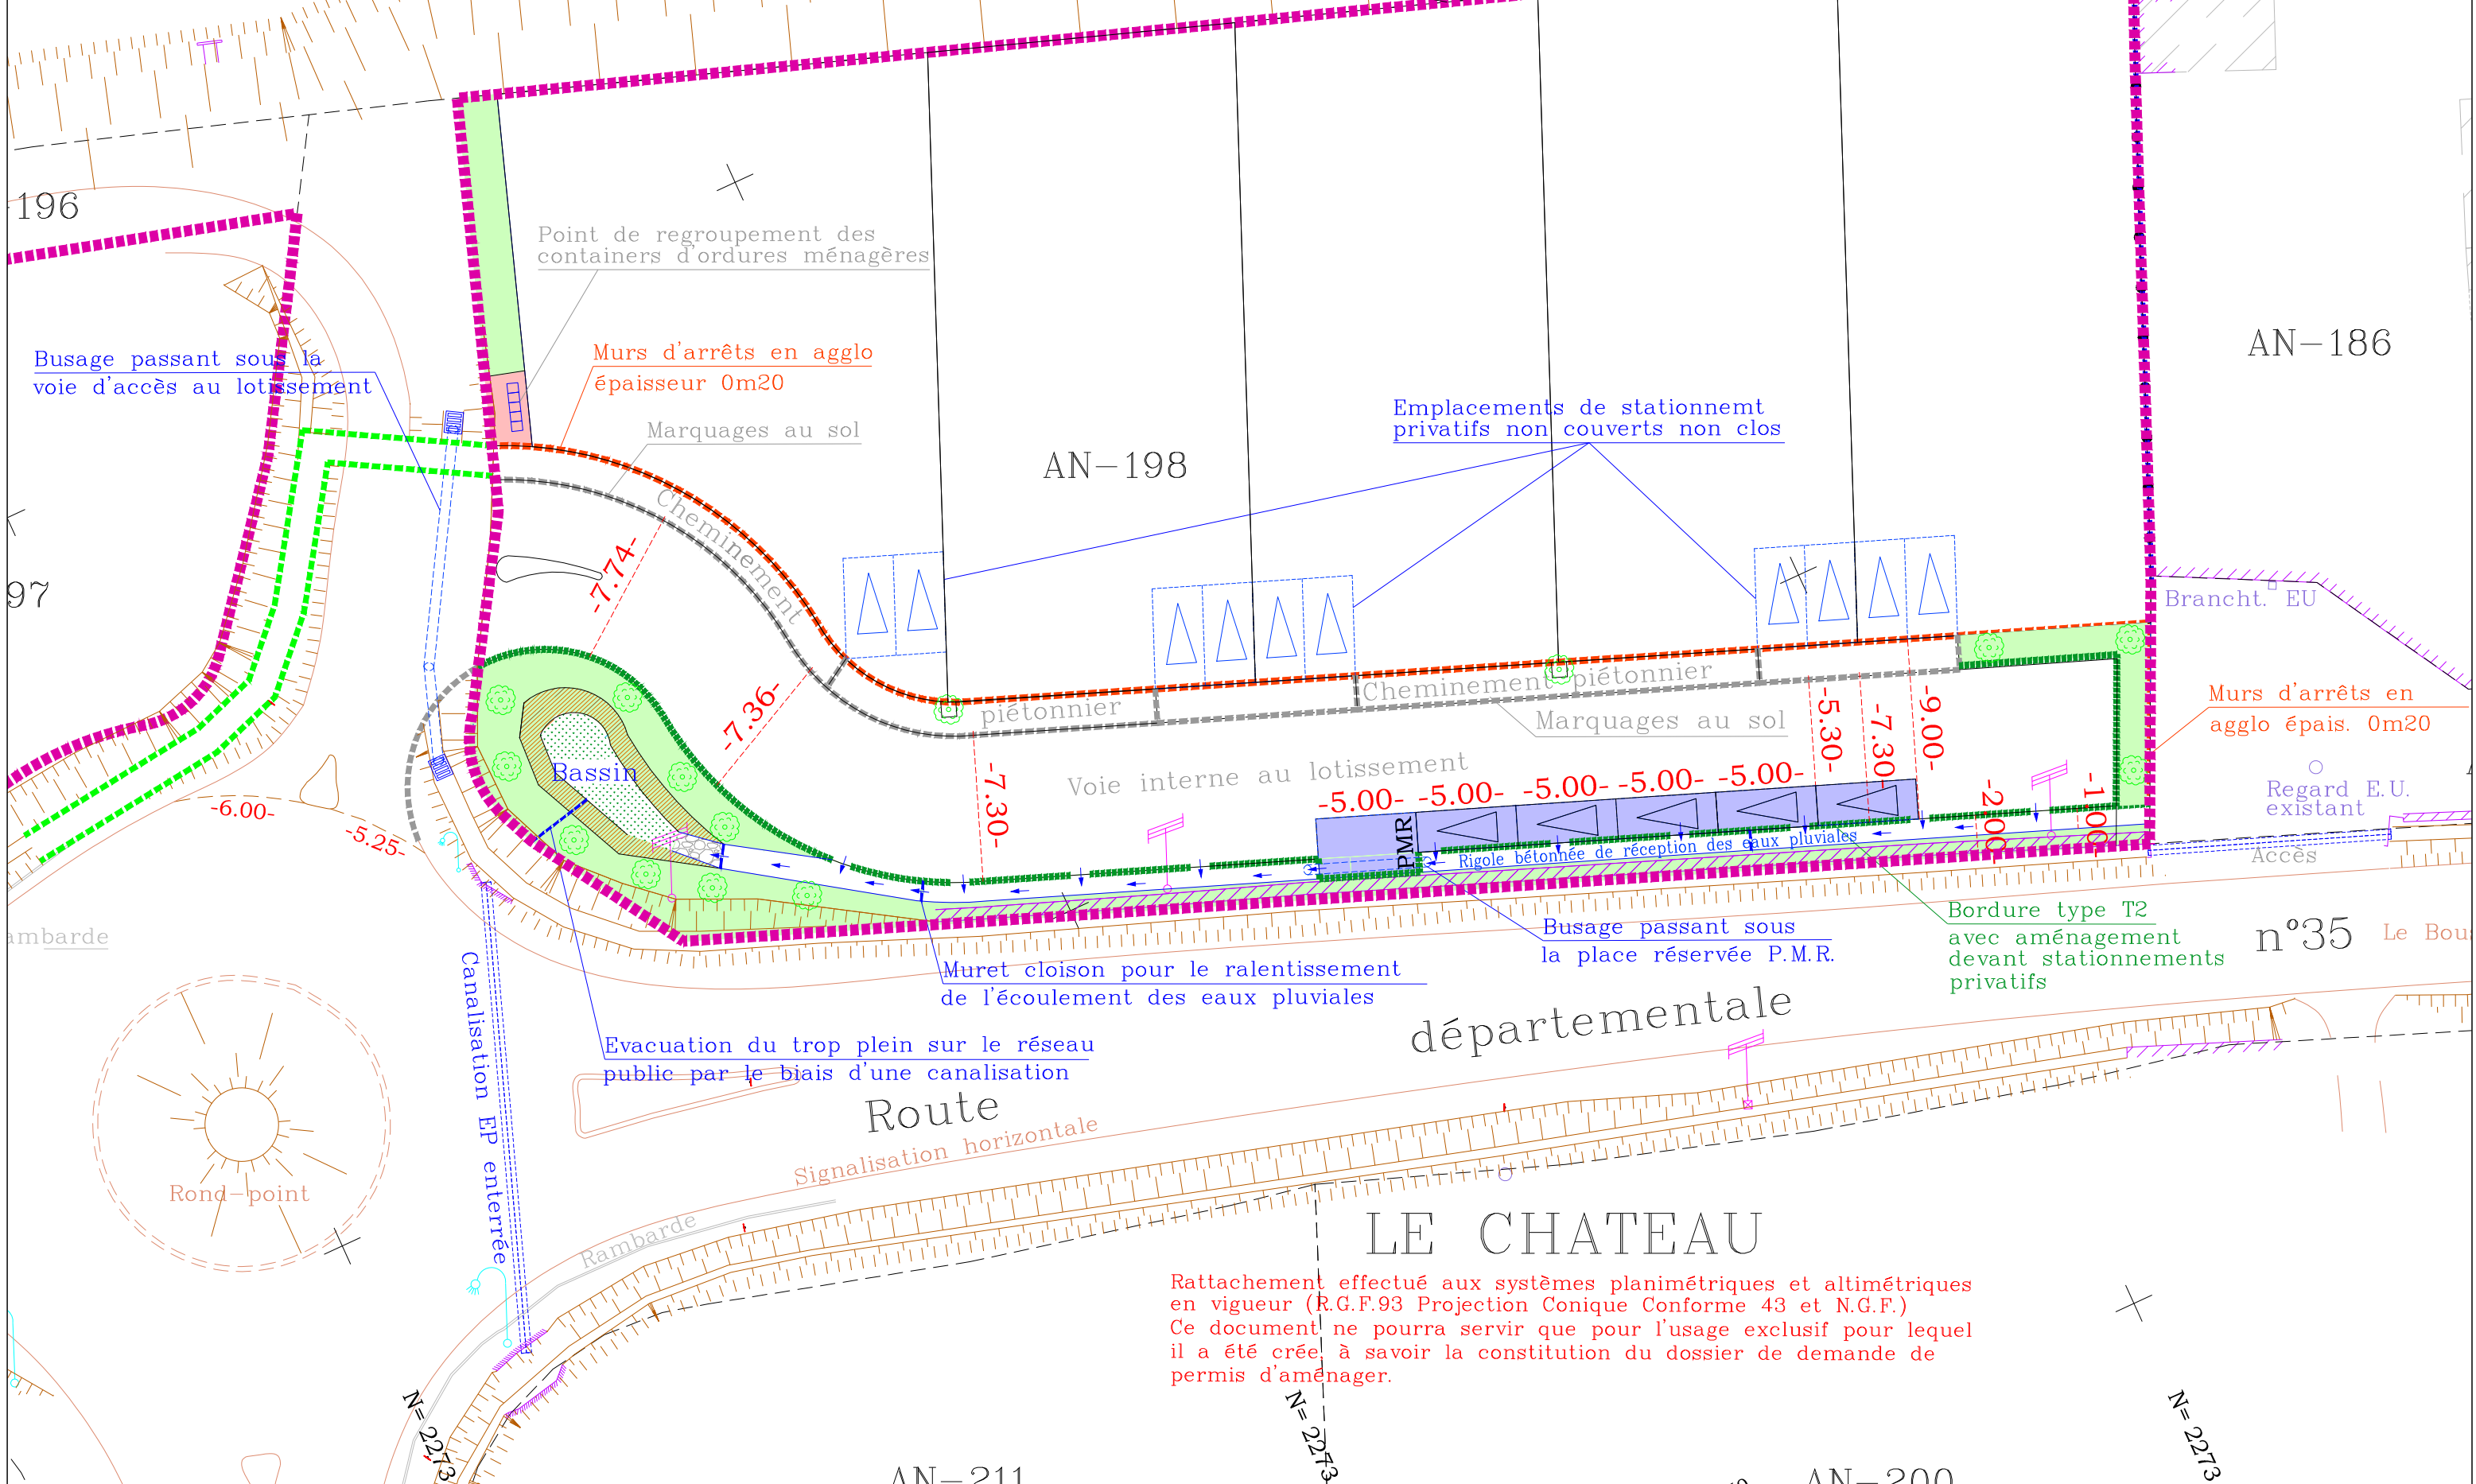 -196
Point de regroupement des
containers d'ordures ménagères
Busage passant sous la
voie d'accès au lotissement
Murs d'arrêts en agglo
épaisseur 0m20
Marquages au sol
AN-186
Emplacements de stationnemt
privatifs non couverts non clos
AN-198
Cheminement
-7.74-
97
Brancht. EU
-7.36-
piétonnier
Cheminement piétonnier
Marquages au sol
-5.30-
-7.30-
-9.00-
Murs d'arrêts en
agglo épais. 0m20
Bassin
Voie interne au lotissement
-7.30-
-5.00-
-5.00-
-5.00-
-5.00-
-5.00-
-2.00-
-1.00-
Regard E.U.
existant
-6.00-
-5.25-
PMR
Rigole bétonnée de réception des eaux pluviales
Accès
ambarde
Canalisation EP enterrée
Muret cloison pour le ralentissement
de l'écoulement des eaux pluviales
Busage passant sous
la place réservée P.M.R.
Bordure type T2
avec aménagement
devant stationnements
privatifs
n°35
Le Bou
Evacuation du trop plein sur le réseau
public par le biais d'une canalisation
Route
départementale
Signalisation horizontale
Rond-point
Rambarde
LE CHATEAU
Rattachement effectué aux systèmes planimétriques et altimétriques
en vigueur (R.G.F.93 Projection Conique Conforme 43 et N.G.F.)
Ce document ne pourra servir que pour l'usage exclusif pour lequel
il a été crée, à savoir la constitution du dossier de demande de
permis d'aménager.
N= 2273
N= 2273
N= 2273
AN-211
AN-200